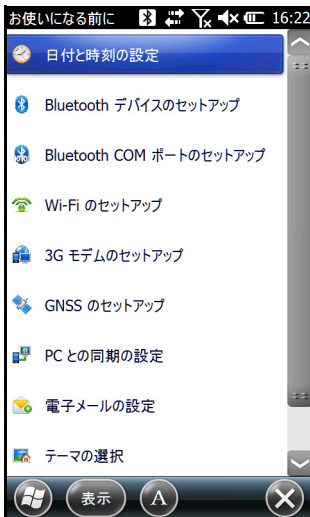 お使いになる前に 16:22
日付と時刻の設定
Bluetooth デバイスのセットアップ
Bluetooth COM ポートのセットアップ
Wi-Fi のセットアップ
3G モデムのセットアップ
GNSS のセットアップ
PC との同期の設定
電子メールの設定
テーマの選択
表示 A